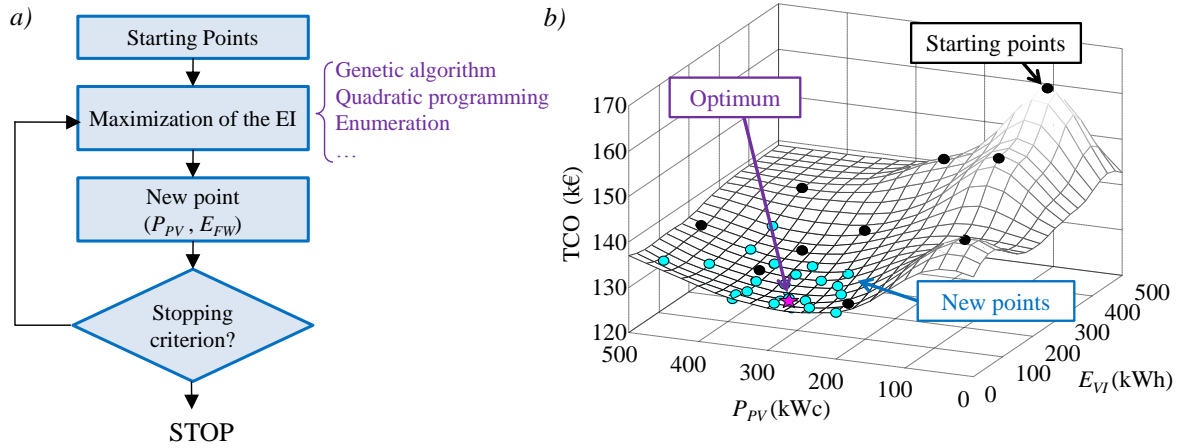 a)
Starting Points
Maximization of the EI
Genetic algorithm
Quadratic programming
Enumeration
…
New point
(P_PV , E_FW)
Stopping
criterion?
STOP
b)
Starting points
Optimum
New points
TCO (k€)
170
160
150
140
130
120
500
400
300
200
100
0
P_PV (kWc)
0
100
200
300
400
500
E_VI (kWh)